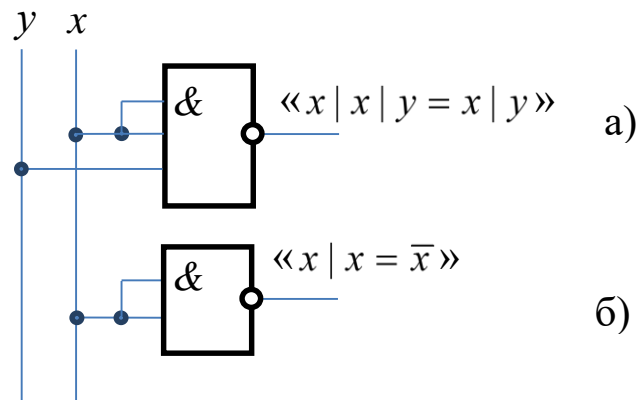 y x
& «x | x | y = x | y»
а)
& «x | x = x̅»
б)